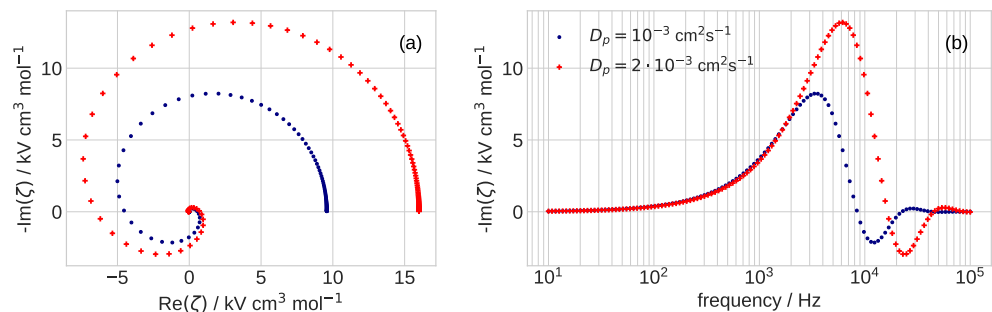 (a)
-Im(ζ) / kV cm³ mol⁻¹
10
5
0
−5 0 5 10 15
Re(ζ) / kV cm³ mol⁻¹
(b)
D_p = 10⁻³ cm²s⁻¹
D_p = 2 · 10⁻³ cm²s⁻¹
-Im(ζ) / kV cm³ mol⁻¹
10
5
0
10¹ 10² 10³ 10⁴ 10⁵
frequency / Hz